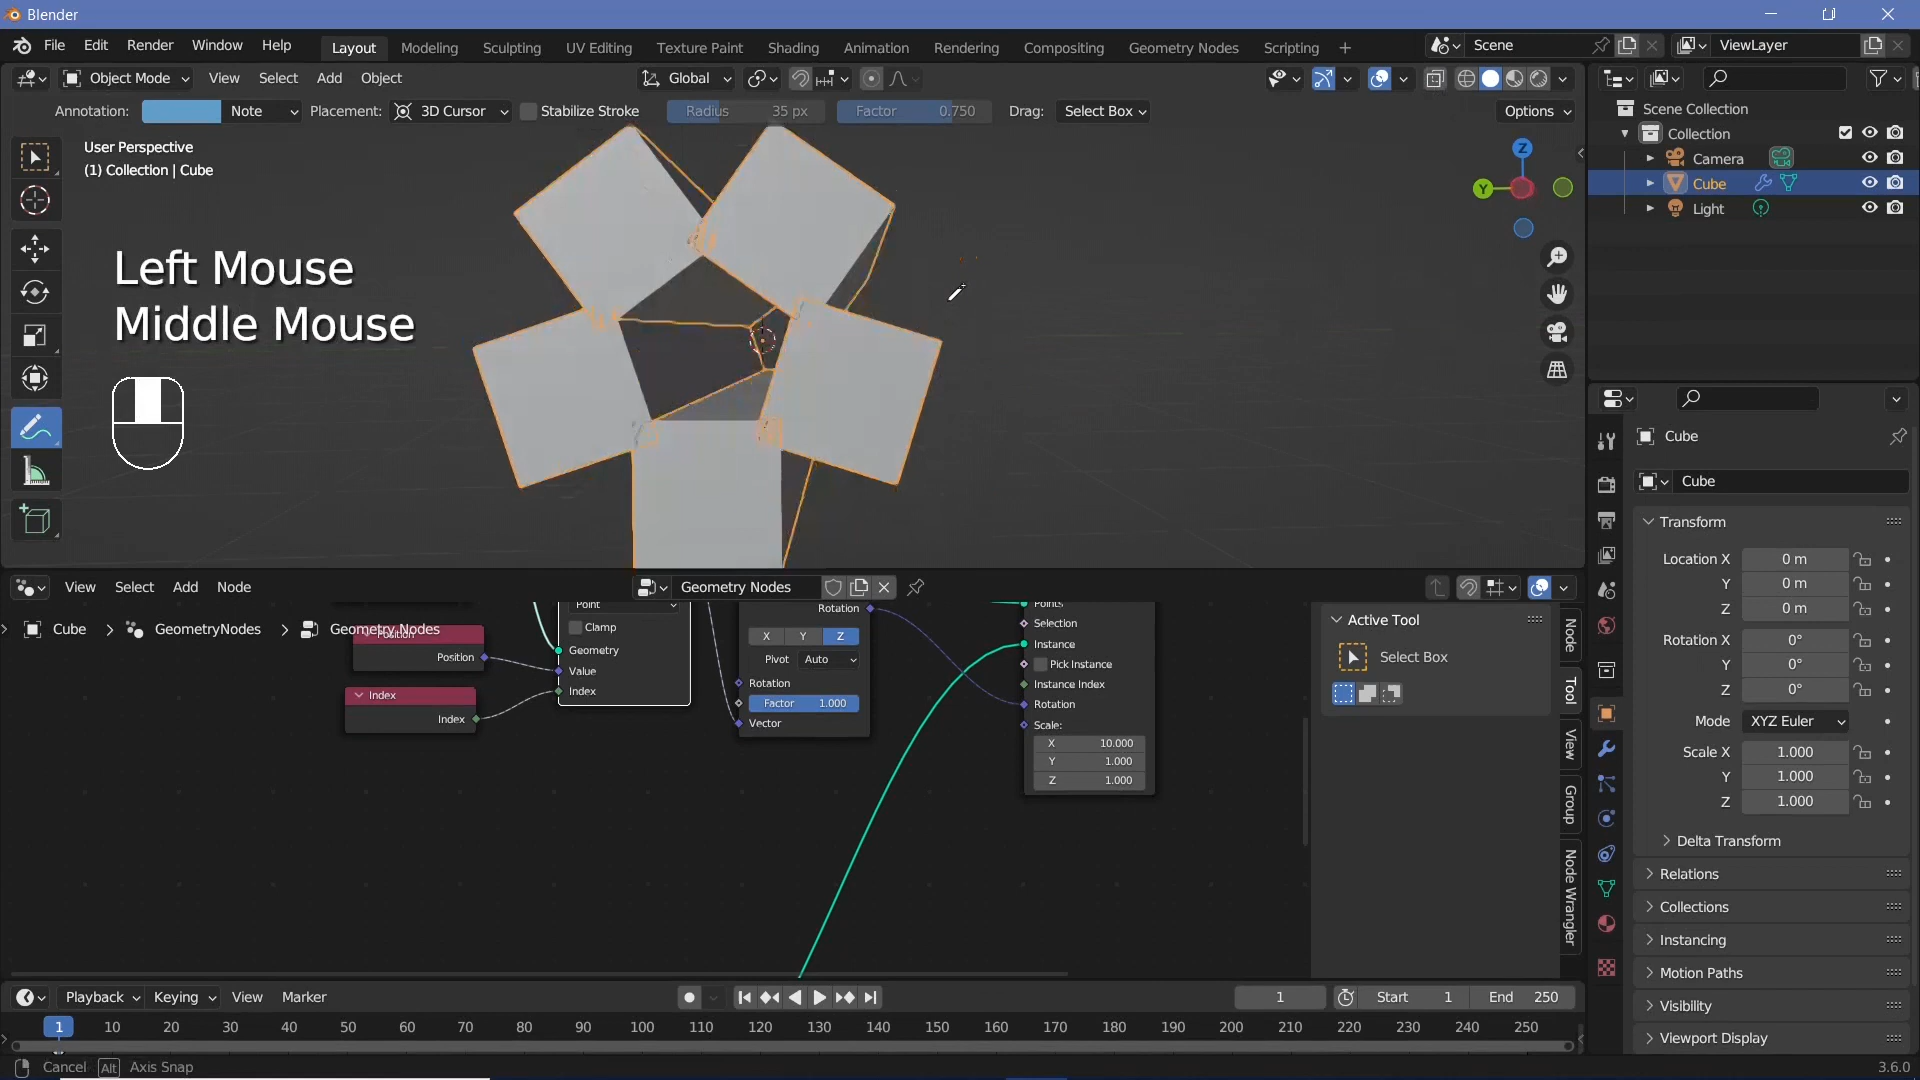 Blender
File Edit Render Window Help Layout Modeling Sculpting UV Editing Texture Paint Shading Animation Rendering Compositing Geometry Nodes Scripting + Scene ViewLayer
Object Mode View Select Add Object Global
Annotation: Note Placement: 3D Cursor Stabilize Stroke Radius 35 px Factor 0.750 Drag: Select Box Options
User Perspective
(1) Collection | Cube
Left Mouse
Middle Mouse
Z
Y
Scene Collection
Collection
Camera
Cube
Light
View Select Add Node Geometry Nodes
Cube > GeometryNodes > Geometry Nodes
Position
Position
Index
Index
Point
Clamp
Geometry
Value
Index
Rotation
X Y Z
Pivot Auto
Rotation
Factor 1.000
Vector
Points
Selection
Instance
Pick Instance
Instance Index
Rotation
Scale:
X 10.000
Y 1.000
Z 1.000
Active Tool
Select Box
Node
Tool
View
Group
Node Wrangler
Cube
Cube
Transform
Location X 0 m
Y 0 m
Z 0 m
Rotation X 0°
Y 0°
Z 0°
Mode XYZ Euler
Scale X 1.000
Y 1.000
Z 1.000
Delta Transform
Relations
Collections
Instancing
Motion Paths
Visibility
Viewport Display
Playback Keying View Marker 1 Start 1 End 250
1 10 20 30 40 50 60 70 80 90 100 110 120 130 140 150 160 170 180 190 200 210 220 230 240 250
Cancel Alt Axis Snap 3.6.0